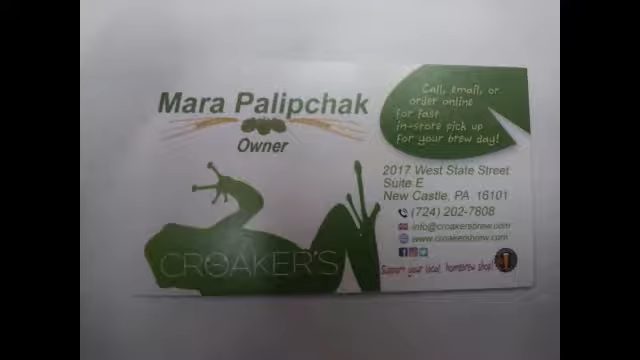 Mara Palipchak
Owner
CROAKER'S
Call, email, or
order online
for fast
in-store pick up
for your brew day!
2017 West State Street
Suite E
New Castle, PA 16101
(724) 202-7808
info@croakersbrew.com
www.croakersbrew.com
Support your local, homebrew shop!